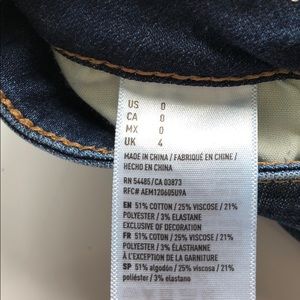 US 0
CA 0
MX 0
UK 4
MADE IN CHINA / FABRIQUÉ EN CHINE /
HECHO EN CHINA
RN 54485/CA 03873
RFC# AEM120605U9A
EN 51% COTTON / 25% VISCOSE / 21%
POLYESTER / 3% ELASTANE
EXCLUSIVE OF DECORATION
FR 51% COTON / 25% VISCOSE / 21%
POLYESTER / 3% ÉLASTHANNE
À L'EXCEPTION DE LA GARNITURE
SP 51% algodón / 25% viscosa / 21%
poliéster / 3% elastano